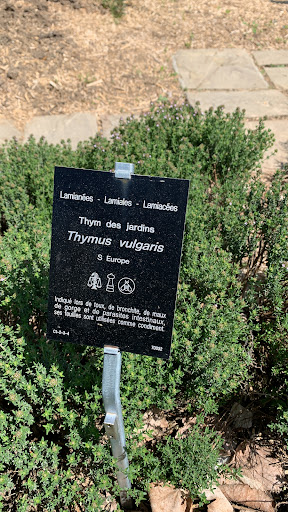 Lamianées - Lamiales - Lamiacées
Thym des jardins
Thymus vulgaris
S Europe
Indiqué lors de toux, de bronchite, de maux
de gorge et de parasites intestinaux,
ses feuilles sont utilisées comme condiment.